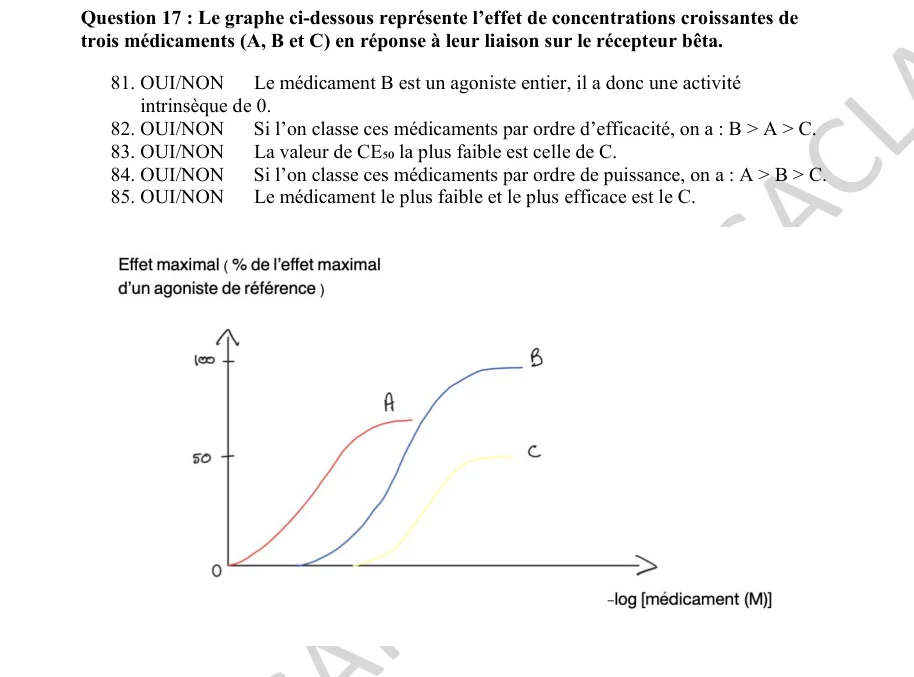 Question 17 : Le graphe ci-dessous représente l’effet de concentrations croissantes de
trois médicaments (A, B et C) en réponse à leur liaison sur le récepteur bêta.
81. OUI/NON Le médicament B est un agoniste entier, il a donc une activité
intrinsèque de 0.
82. OUI/NON Si l’on classe ces médicaments par ordre d’efficacité, on a : B > A > C.
83. OUI/NON La valeur de CE50 la plus faible est celle de C.
84. OUI/NON Si l’on classe ces médicaments par ordre de puissance, on a : A > B > C.
85. OUI/NON Le médicament le plus faible et le plus efficace est le C.
SACLA
Effet maximal ( % de l’effet maximal
d’un agoniste de référence )
100
B
A
50
C
0
-log [médicament (M)]